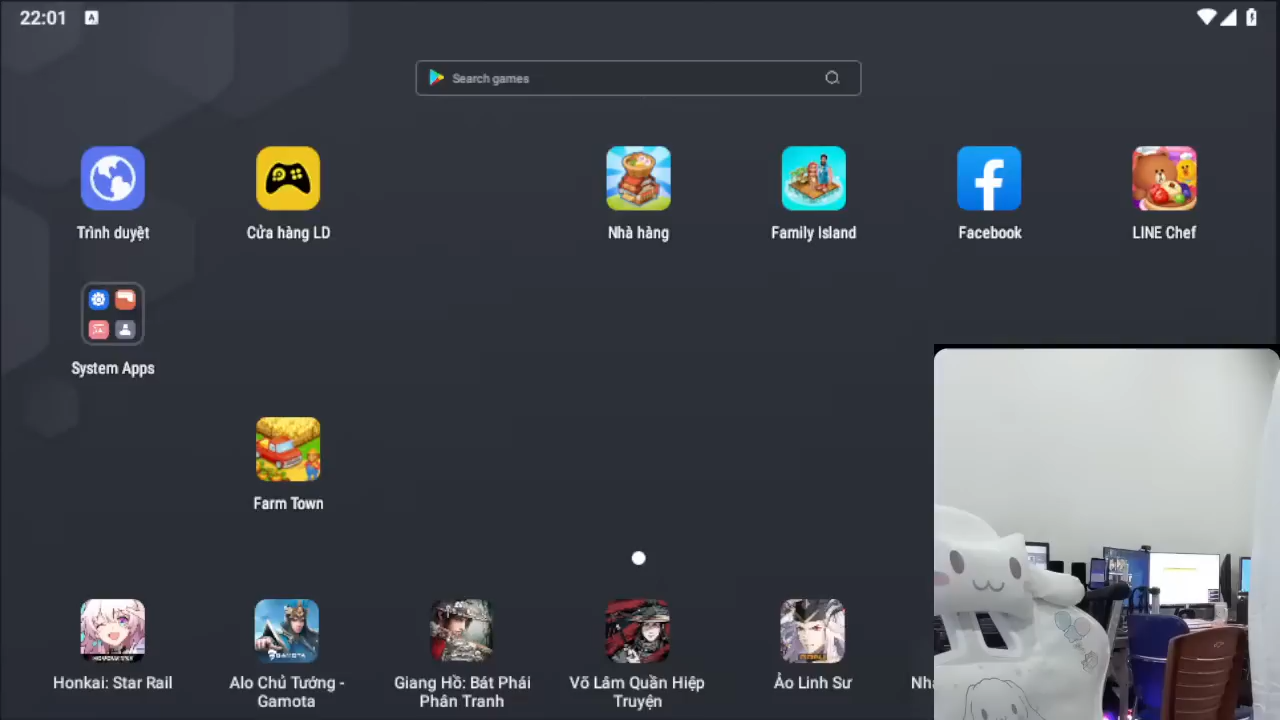 22:01
Search games
Trình duyệt
Cửa hàng LD
Nhà hàng
Family Island
Facebook
LINE Chef
System Apps
Farm Town
Honkai: Star Rail
Alo Chủ Tướng -
Gamota
Giang Hồ: Bát Phái
Phân Tranh
Võ Lâm Quần Hiệp
Truyện
Ảo Linh Sư